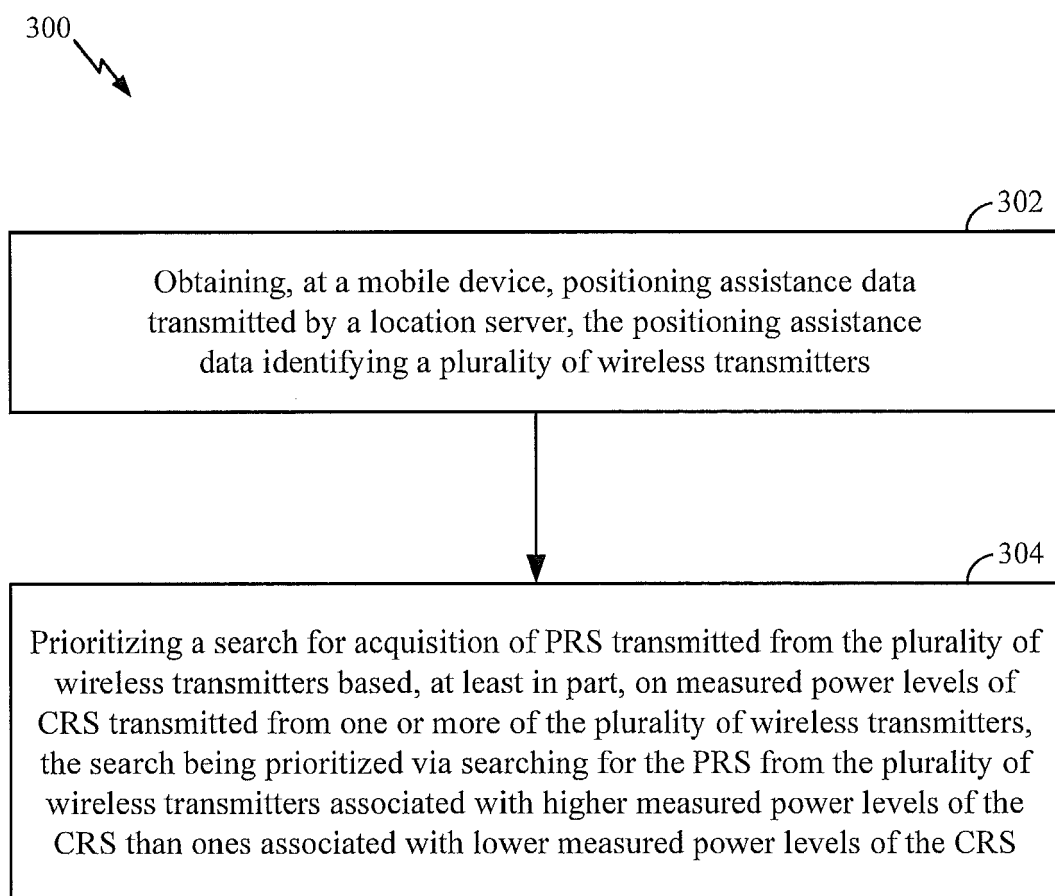 300
302
Obtaining, at a mobile device, positioning assistance data
transmitted by a location server, the positioning assistance
data identifying a plurality of wireless transmitters
304
Prioritizing a search for acquisition of PRS transmitted from the plurality of
wireless transmitters based, at least in part, on measured power levels of
CRS transmitted from one or more of the plurality of wireless transmitters,
the search being prioritized via searching for the PRS from the plurality of
wireless transmitters associated with higher measured power levels of the
CRS than ones associated with lower measured power levels of the CRS